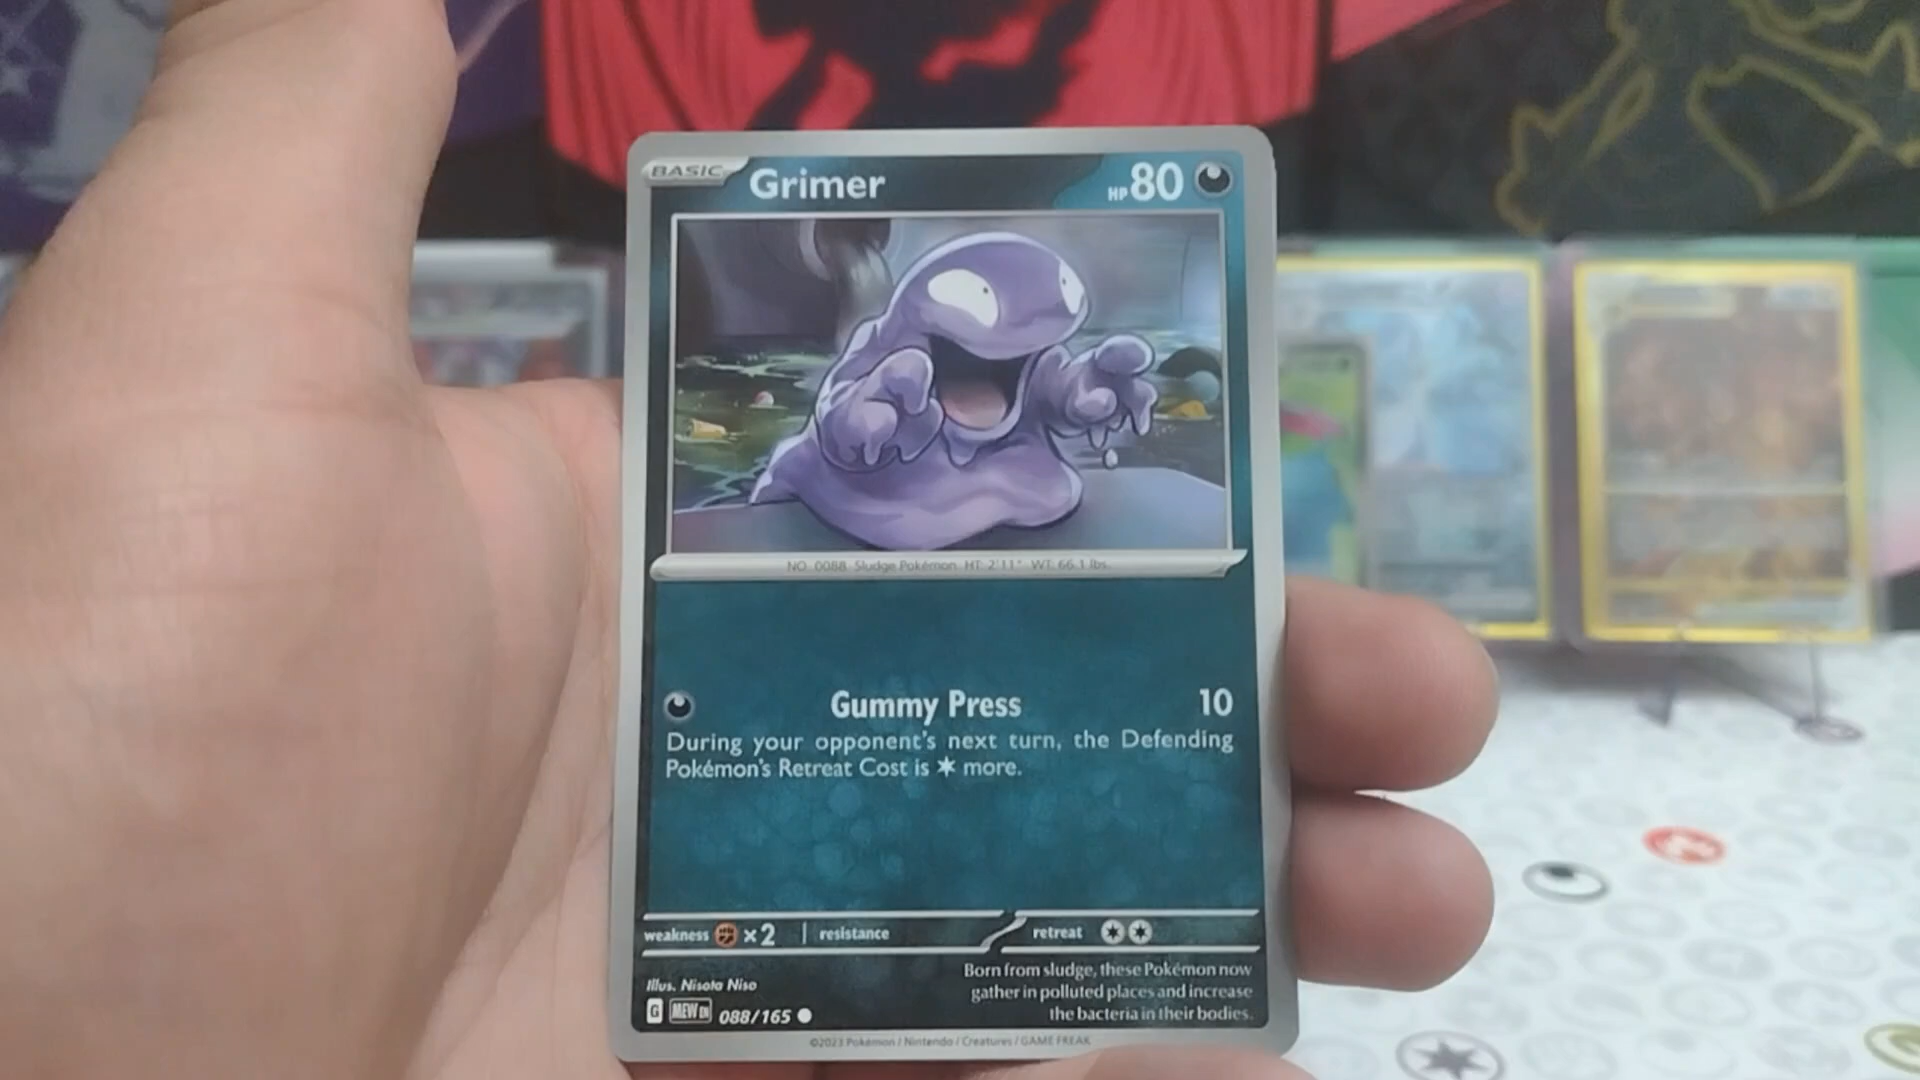 BASIC Grimer HP 80
NO. 0088 Sludge Pokémon HT: 2'11" WT: 66.1 lbs.
Gummy Press 10
During your opponent's next turn, the Defending
Pokémon's Retreat Cost is more.
weakness ×2 resistance retreat
Illus. Nisota Niso
Born from sludge, these Pokémon now
gather in polluted places and increase
the bacteria in their bodies.
G MEW EN 088/165
©2023 Pokémon / Nintendo / Creatures / GAME FREAK